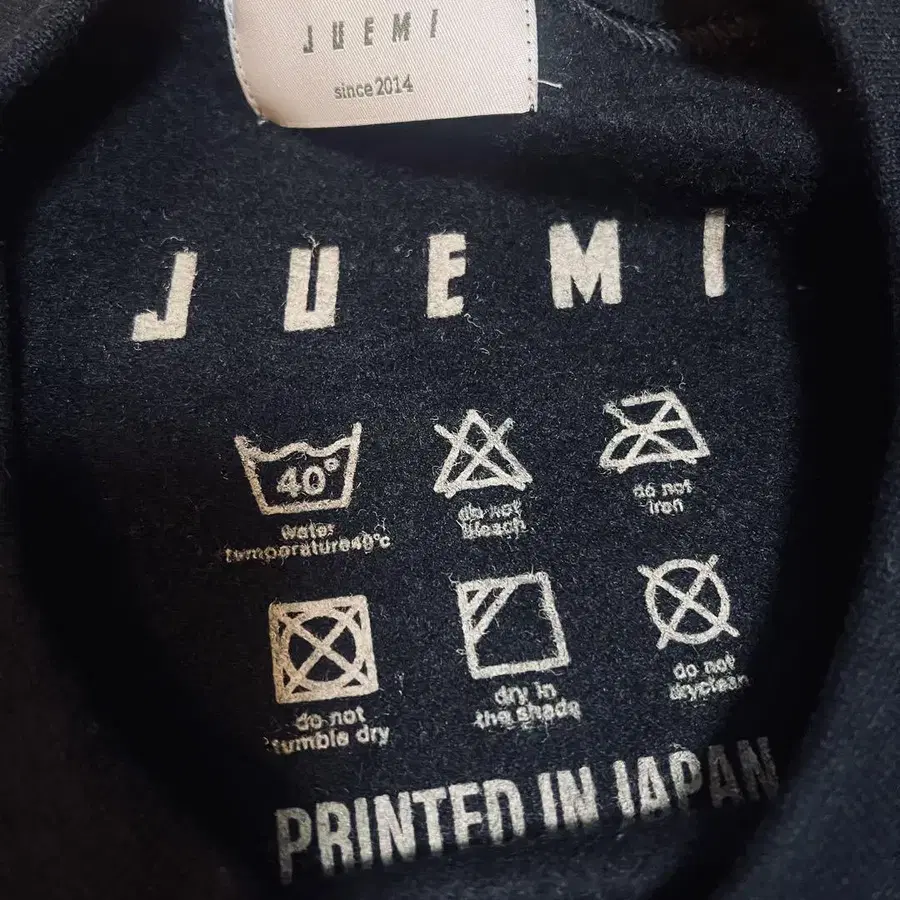 JUEMI
since 2014
JUEMI
40°
water
temperature40°c
do not
bleach
do not
iron
do not
tumble dry
dry in
the shade
do not
dryclean
PRINTED IN JAPAN